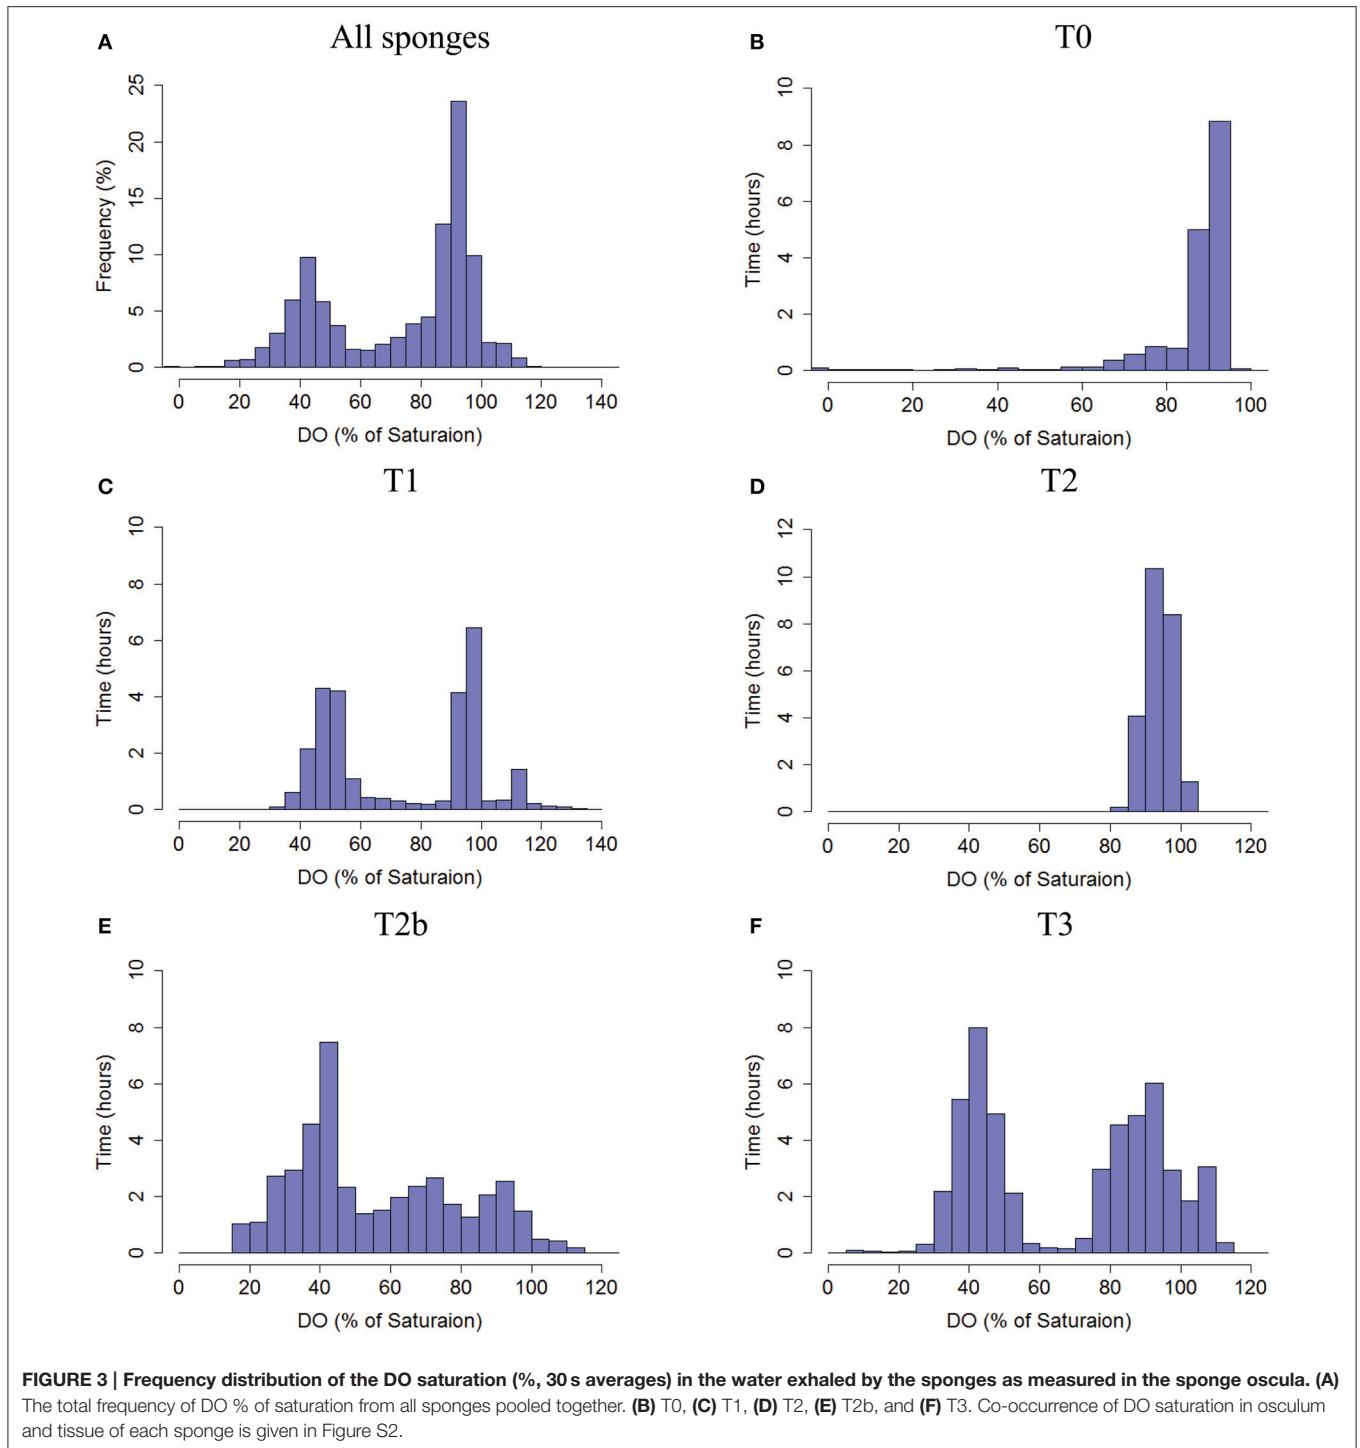 A
All sponges
Frequency (%)
0 5 10 15 20 25
0 20 40 60 80 100 120 140
DO (% of Saturaion)
B
T0
Time (hours)
0 2 4 6 8 10
0 20 40 60 80 100
DO (% of Saturaion)
C
T1
Time (hours)
0 2 4 6 8 10
0 20 40 60 80 100 120 140
DO (% of Saturaion)
D
T2
Time (hours)
0 2 4 6 8 10 12
0 20 40 60 80 100 120
DO (% of Saturaion)
E
T2b
Time (hours)
0 2 4 6 8 10
0 20 40 60 80 100 120
DO (% of Saturaion)
F
T3
Time (hours)
0 2 4 6 8 10
0 20 40 60 80 100 120
DO (% of Saturaion)
FIGURE 3 | Frequency distribution of the DO saturation (%, 30 s averages) in the water exhaled by the sponges as measured in the sponge oscula. (A)
The total frequency of DO % of saturation from all sponges pooled together. (B) T0, (C) T1, (D) T2, (E) T2b, and (F) T3. Co-occurrence of DO saturation in osculum
and tissue of each sponge is given in Figure S2.